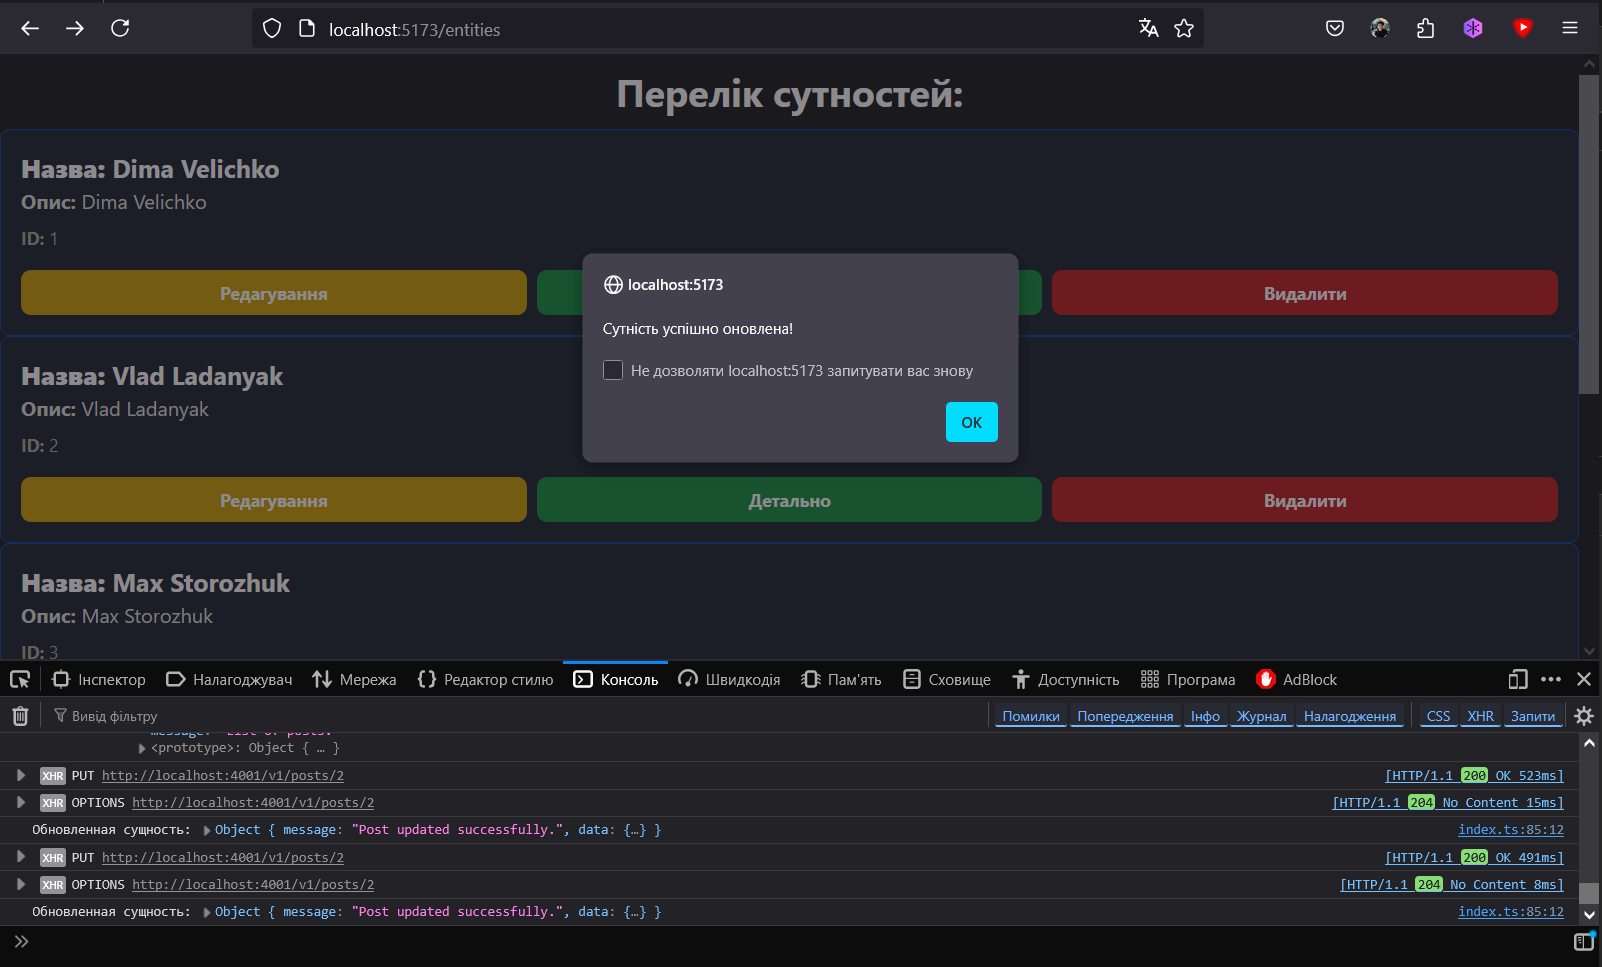 localhost:5173/entities
Перелік сутностей:
Назва: Dima Velichko
Опис: Dima Velichko
ID: 1
Редагування
Видалити
localhost:5173
Сутність успішно оновлена!
Не дозволяти localhost:5173 запитувати вас знову
OK
Назва: Vlad Ladanyak
Опис: Vlad Ladanyak
ID: 2
Редагування Детально Видалити
Назва: Max Storozhuk
Опис: Max Storozhuk
ID: 3
Інспектор Налагоджувач Мережа Редактор стилю Консоль Швидкодія Пам'ять Сховище Доступність Програма AdBlock
Вивід фільтру Помилки Попередження Інфо Журнал Налагодження CSS XHR Запити
message: "List of posts."
<prototype>: Object { … }
XHR PUT http://localhost:4001/v1/posts/2 [HTTP/1.1 200 OK 523ms]
XHR OPTIONS http://localhost:4001/v1/posts/2 [HTTP/1.1 204 No Content 15ms]
Обновленная сущность: Object { message: "Post updated successfully.", data: {…} } index.ts:85:12
XHR PUT http://localhost:4001/v1/posts/2 [HTTP/1.1 200 OK 491ms]
XHR OPTIONS http://localhost:4001/v1/posts/2 [HTTP/1.1 204 No Content 8ms]
Обновленная сущность: Object { message: "Post updated successfully.", data: {…} } index.ts:85:12